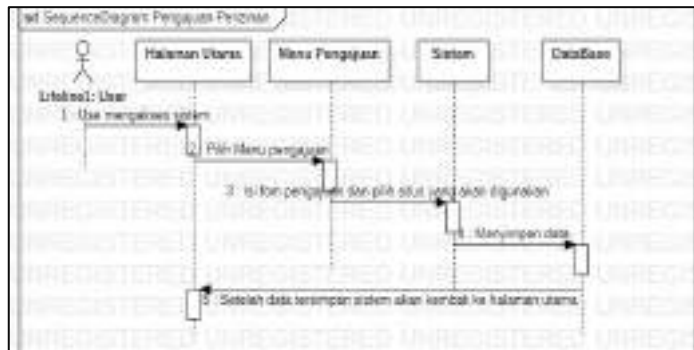 sd SequenceDiagram Pengajuan Perizinan
Halaman Utama
Menu Pengajuan
Sistem
DataBase
Lifeline1: User
1 : Use mengakses sistem
2 : Pilih Menu pengajuan
3 : Isi form pengajuan dan pilih situs yang akan digunakan
4 : Menyimpan data
5 : Setelah data tersimpan sistem akan kembali ke halaman utama
UNREGISTERED